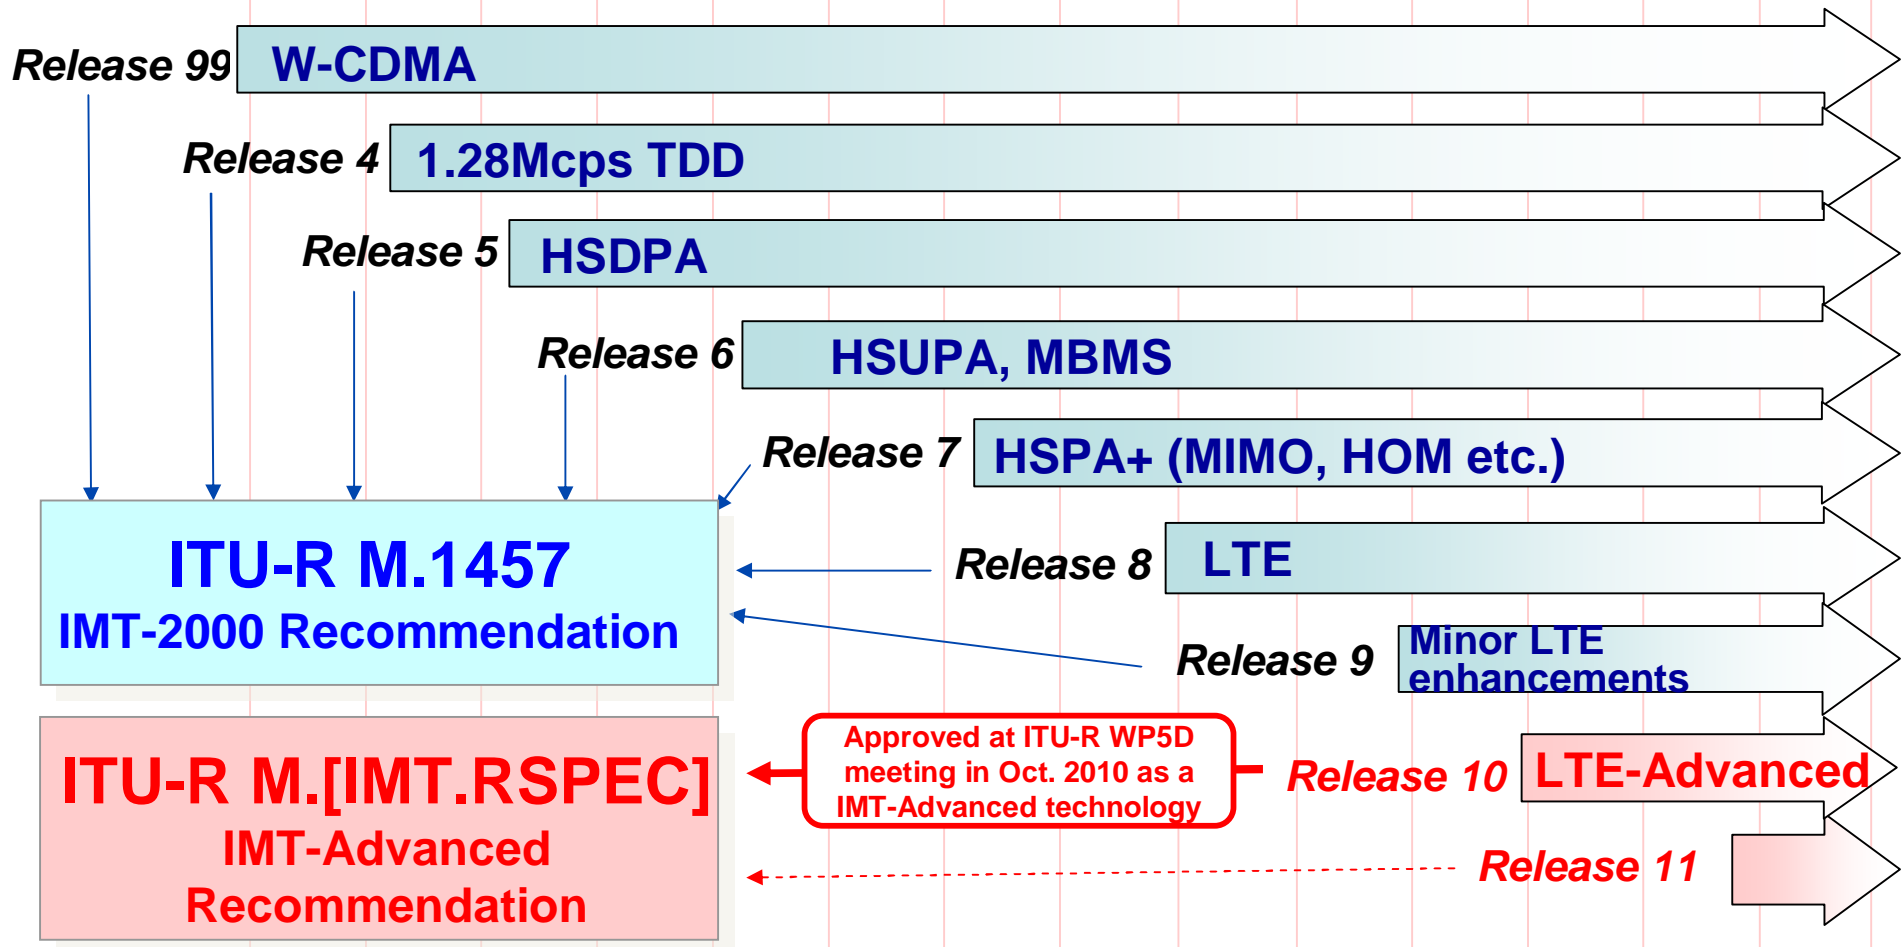 Release 99
W-CDMA
Release 4
1.28Mcps TDD
Release 5
HSDPA
Release 6
HSUPA, MBMS
Release 7
HSPA+ (MIMO, HOM etc.)
ITU-R M.1457
IMT-2000 Recommendation
Release 8
LTE
Release 9
Minor LTE
enhancements
ITU-R M.[IMT.RSPEC]
IMT-Advanced
Recommendation
Approved at ITU-R WP5D
meeting in Oct. 2010 as a
IMT-Advanced technology
Release 10
LTE-Advanced
Release 11